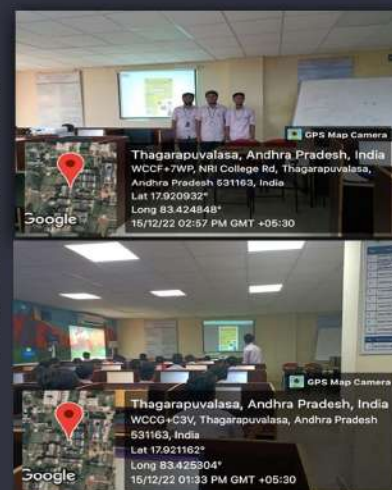 GPS Map Camera
Thagarapuvalasa, Andhra Pradesh, India
WCCF+7WP, NRI College Rd, Thagarapuvalasa,
Andhra Pradesh 531163, India
Lat 17.920932°
Long 83.424848°
15/12/22 02:57 PM GMT +05:30
Google
GPS Map Camera
Thagarapuvalasa, Andhra Pradesh, India
WCCG+C3V, Thagarapuvalasa, Andhra Pradesh
531163, India
Lat 17.921162°
Long 83.425304°
15/12/22 01:33 PM GMT +05:30
Google